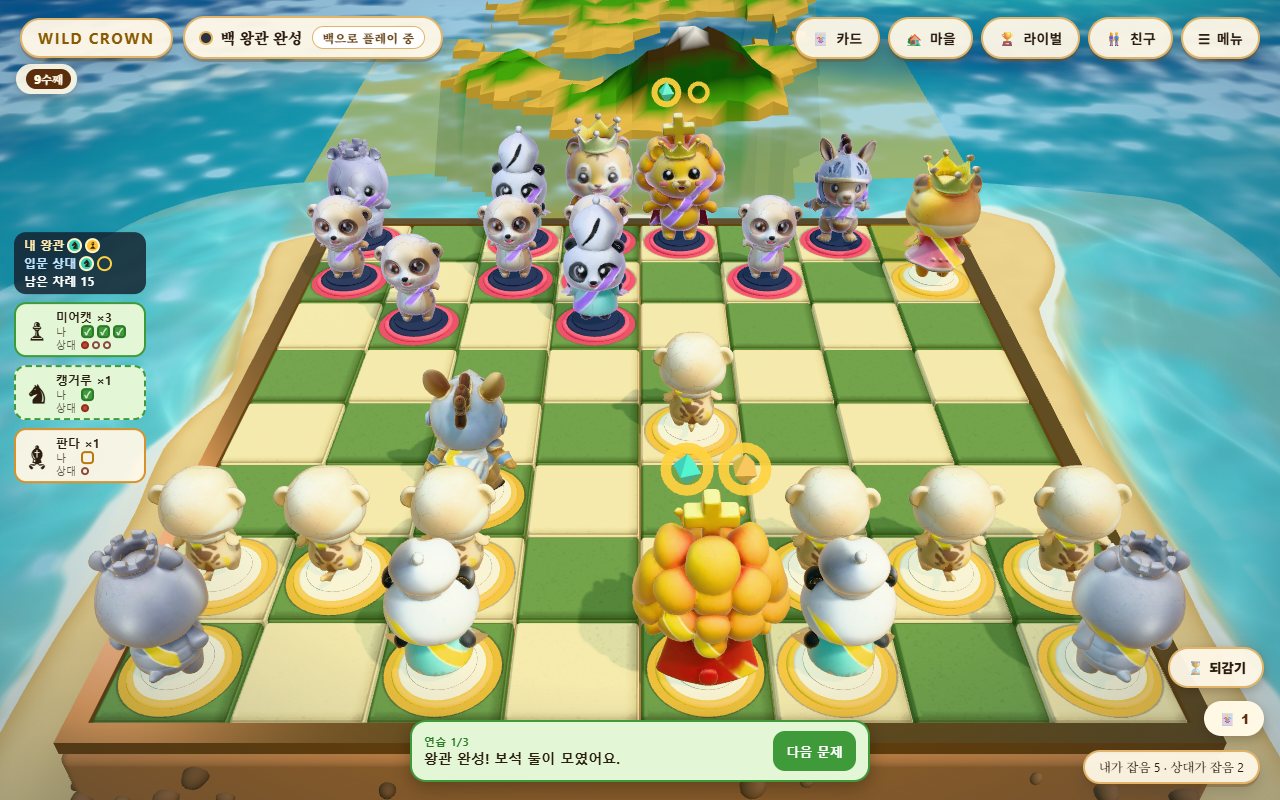 WILD CROWN
백 왕관 완성 백으로 플레이 중
카드
마을
라이벌
친구
☰ 메뉴
9수째
내 왕관
입문 상대
남은 차례 15
미어캣 ×3
나
상대
캥거루 ×1
나
상대
판다 ×1
나
상대
연습 1/3
왕관 완성! 보석 둘이 모였어요.
다음 문제
되감기
1
내가 잡음 5 · 상대가 잡음 2